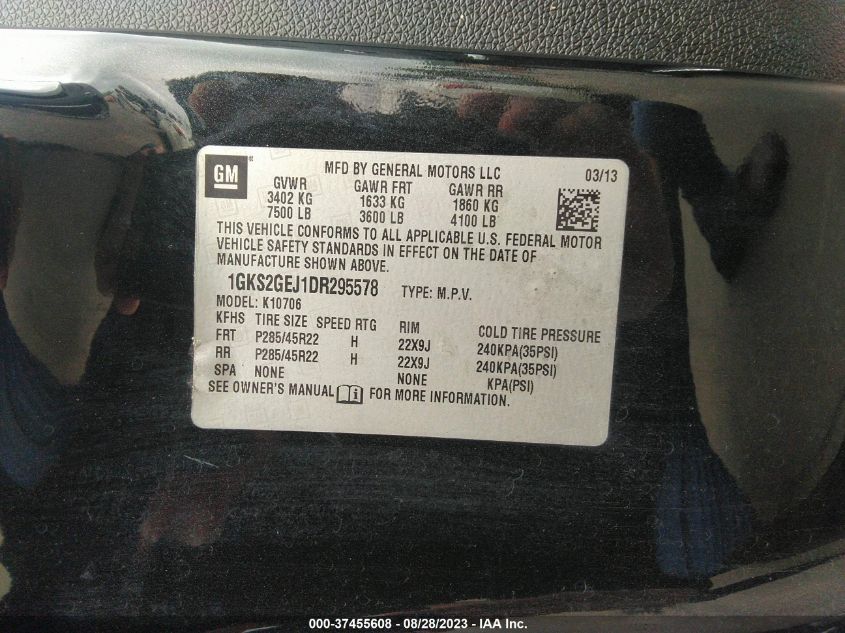 GM
MFD BY GENERAL MOTORS LLC 03/13
GVWR GAWR FRT GAWR RR
3402 KG 1633 KG 1860 KG
7500 LB 3600 LB 4100 LB
THIS VEHICLE CONFORMS TO ALL APPLICABLE U.S. FEDERAL MOTOR
VEHICLE SAFETY STANDARDS IN EFFECT ON THE DATE OF
MANUFACTURE SHOWN ABOVE.
1GKS2GEJ1DR295578 TYPE: M.P.V.
MODEL: K10706
KFHS TIRE SIZE SPEED RTG RIM COLD TIRE PRESSURE
FRT P285/45R22 H 22X9J 240KPA(35PSI)
RR P285/45R22 H 22X9J 240KPA(35PSI)
SPA NONE NONE KPA(PSI)
SEE OWNER'S MANUAL FOR MORE INFORMATION.
000-37455608 - 08/28/2023 - IAA Inc.